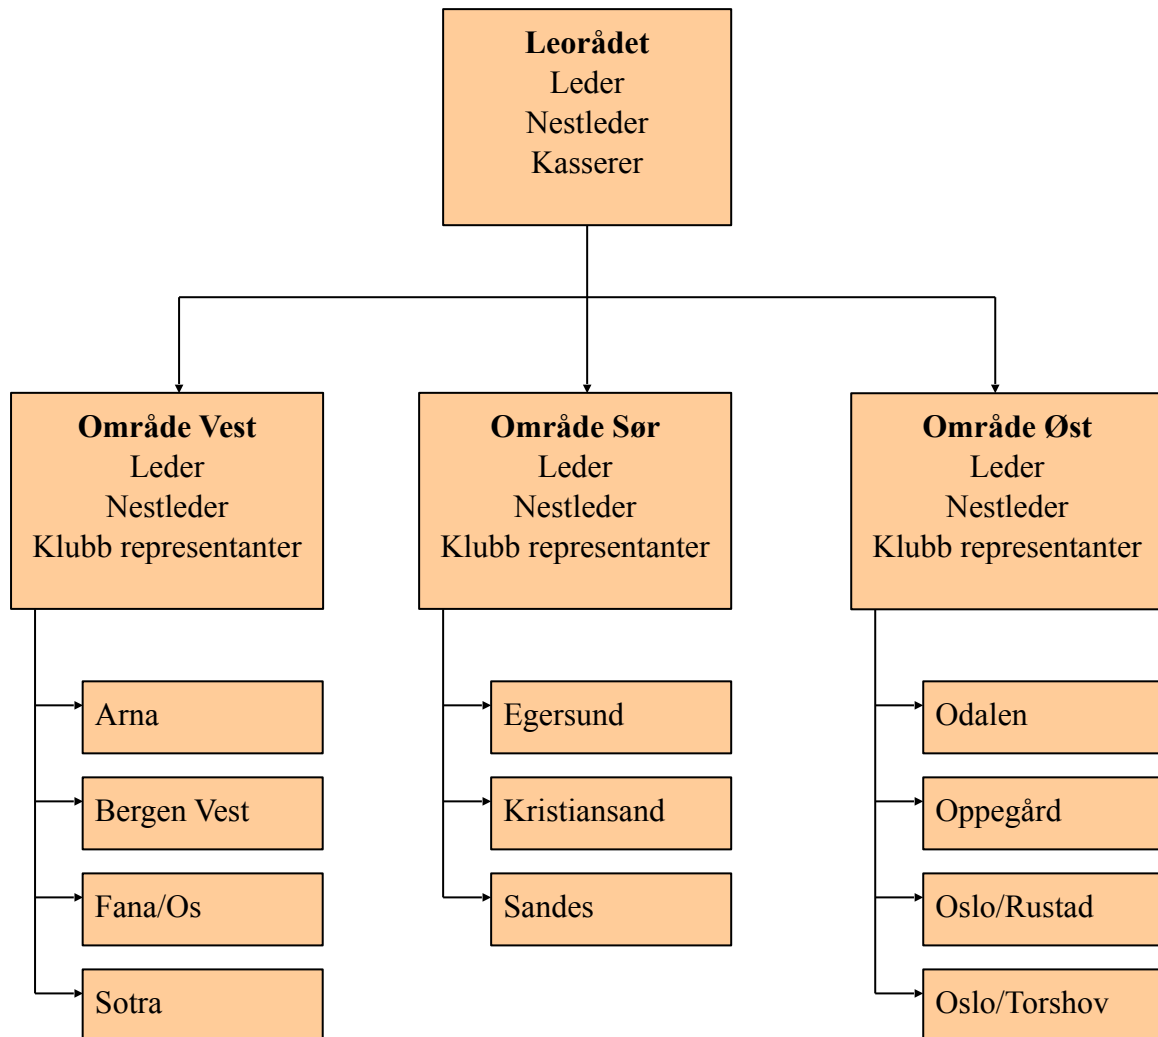 Leorådet
Leder
Nestleder
Kasserer
Område Vest
Leder
Nestleder
Klubb representanter
Område Sør
Leder
Nestleder
Klubb representanter
Område Øst
Leder
Nestleder
Klubb representanter
Arna
Bergen Vest
Fana/Os
Sotra
Egersund
Kristiansand
Sandes
Odalen
Oppegård
Oslo/Rustad
Oslo/Torshov